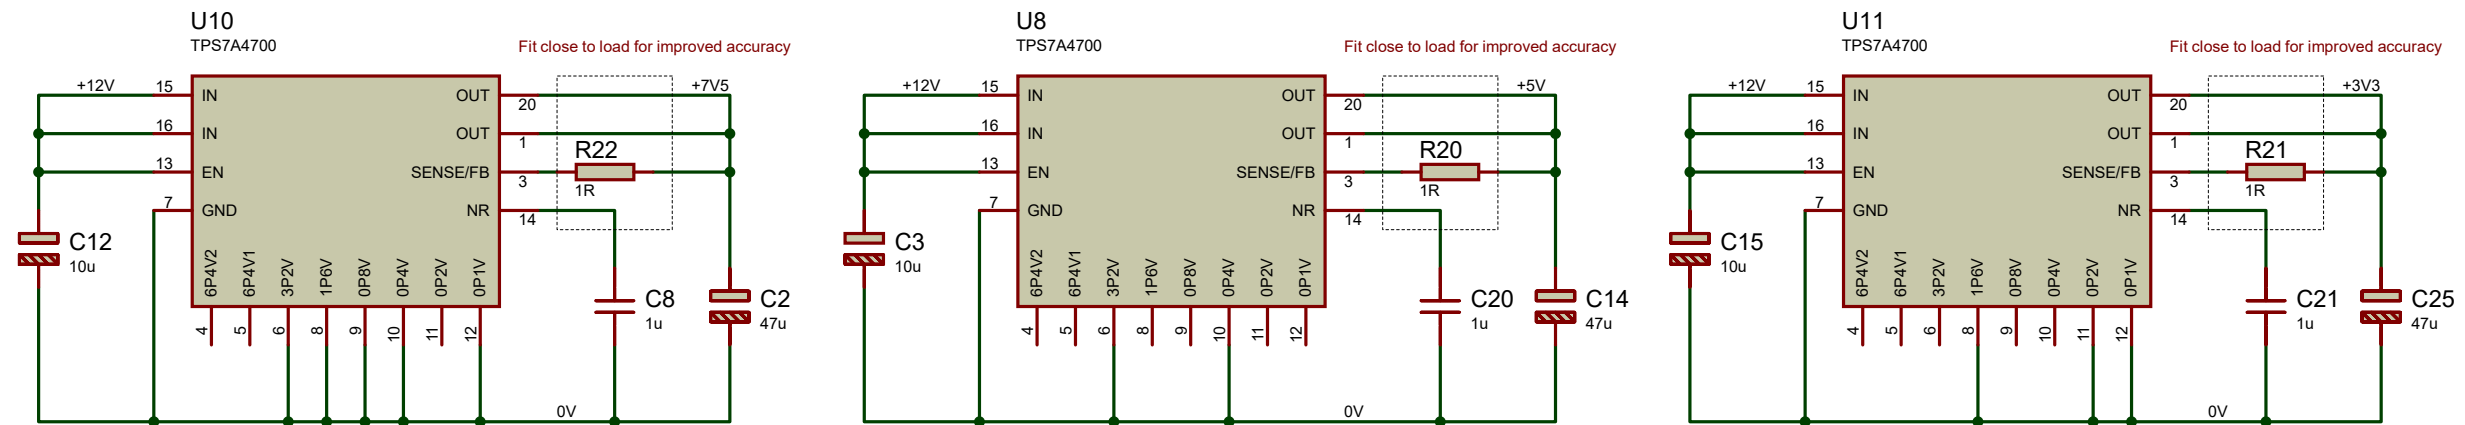 U10
TPS7A4700
Fit close to load for improved accuracy
+12V
15
IN
OUT
20
+7V5
16
IN
OUT
1
13
EN
SENSE/FB
3
R22
1R
7
GND
NR
14
C12
10u
6P4V2
6P4V1
3P2V
1P6V
0P8V
0P4V
0P2V
0P1V
4
5
6
8
9
10
11
12
C8
1u
C2
47u
0V
U8
TPS7A4700
Fit close to load for improved accuracy
+12V
15
IN
OUT
20
+5V
16
IN
OUT
1
13
EN
SENSE/FB
3
R20
1R
7
GND
NR
14
C3
10u
6P4V2
6P4V1
3P2V
1P6V
0P8V
0P4V
0P2V
0P1V
4
5
6
8
9
10
11
12
C20
1u
C14
47u
0V
U11
TPS7A4700
Fit close to load for improved accuracy
+12V
15
IN
OUT
20
+3V3
16
IN
OUT
1
13
EN
SENSE/FB
3
R21
1R
7
GND
NR
14
C15
10u
6P4V2
6P4V1
3P2V
1P6V
0P8V
0P4V
0P2V
0P1V
4
5
6
8
9
10
11
12
C21
1u
C25
47u
0V